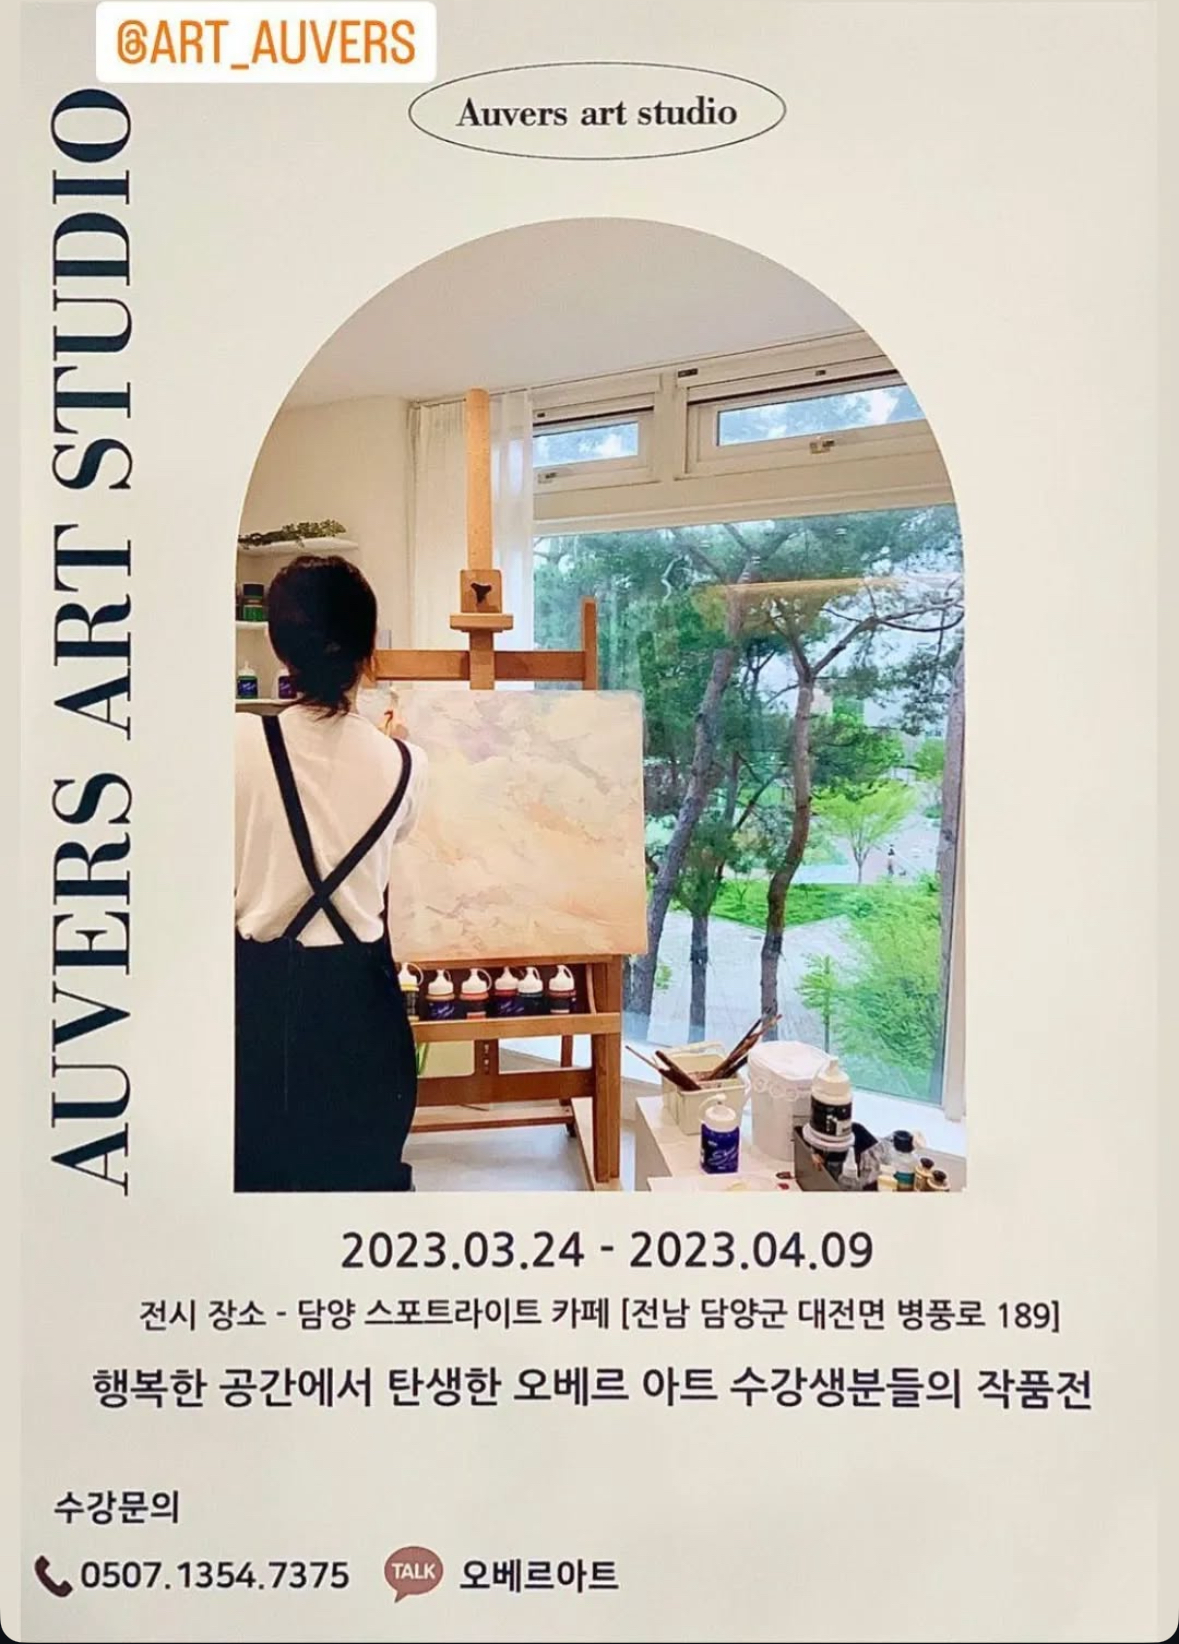 @ART_AUVERS
Auvers art studio
AUVERS ART STUDIO
2023.03.24 - 2023.04.09
전시 장소 - 담양 스포트라이트 카페 [전남 담양군 대전면 병풍로 189]
행복한 공간에서 탄생한 오베르 아트 수강생분들의 작품전
수강문의
0507.1354.7375 TALK 오베르아트